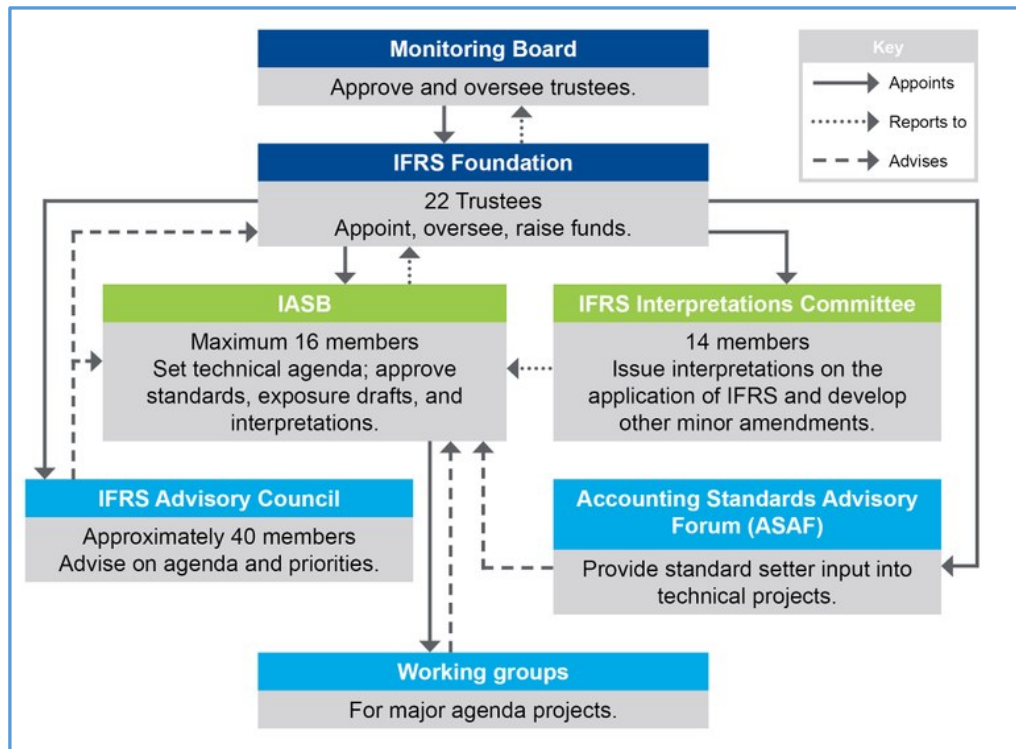 Monitoring Board
Approve and oversee trustees.
Key
Appoints
Reports to
Advises
IFRS Foundation
22 Trustees
Appoint, oversee, raise funds.
IASB
Maximum 16 members
Set technical agenda; approve
standards, exposure drafts, and
interpretations.
IFRS Interpretations Committee
14 members
Issue interpretations on the
application of IFRS and develop
other minor amendments.
IFRS Advisory Council
Approximately 40 members
Advise on agenda and priorities.
Accounting Standards Advisory
Forum (ASAF)
Provide standard setter input into
technical projects.
Working groups
For major agenda projects.